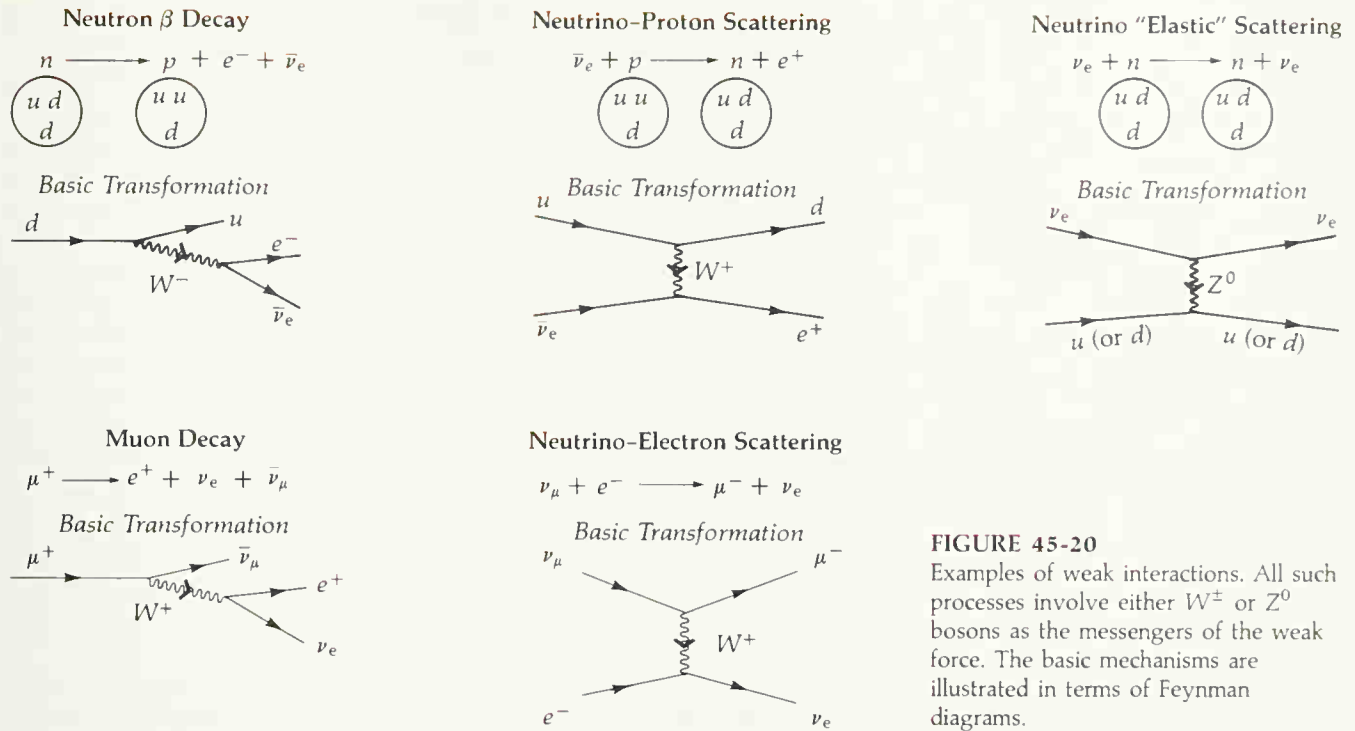 Neutron β Decay
n ⟶ p + e⁻ + ν̅ₑ
u d
d
u u
d
Basic Transformation
d
u
e⁻
W⁻
ν̅ₑ
Neutrino–Proton Scattering
ν̅ₑ + p ⟶ n + e⁺
u u
d
u d
d
Basic Transformation
u
d
W⁺
ν̅ₑ
e⁺
Neutrino "Elastic" Scattering
νₑ + n ⟶ n + νₑ
u d
d
u d
d
Basic Transformation
νₑ
νₑ
Z⁰
u (or d)
u (or d)
Muon Decay
μ⁺ ⟶ e⁺ + νₑ + ν̅_μ
Basic Transformation
μ⁺
ν̅_μ
e⁺
W⁺
νₑ
Neutrino–Electron Scattering
ν_μ + e⁻ ⟶ μ⁻ + νₑ
Basic Transformation
ν_μ
μ⁻
W⁺
e⁻
νₑ
FIGURE 45-20
Examples of weak interactions. All such
processes involve either W± or Z⁰
bosons as the messengers of the weak
force. The basic mechanisms are
illustrated in terms of Feynman
diagrams.